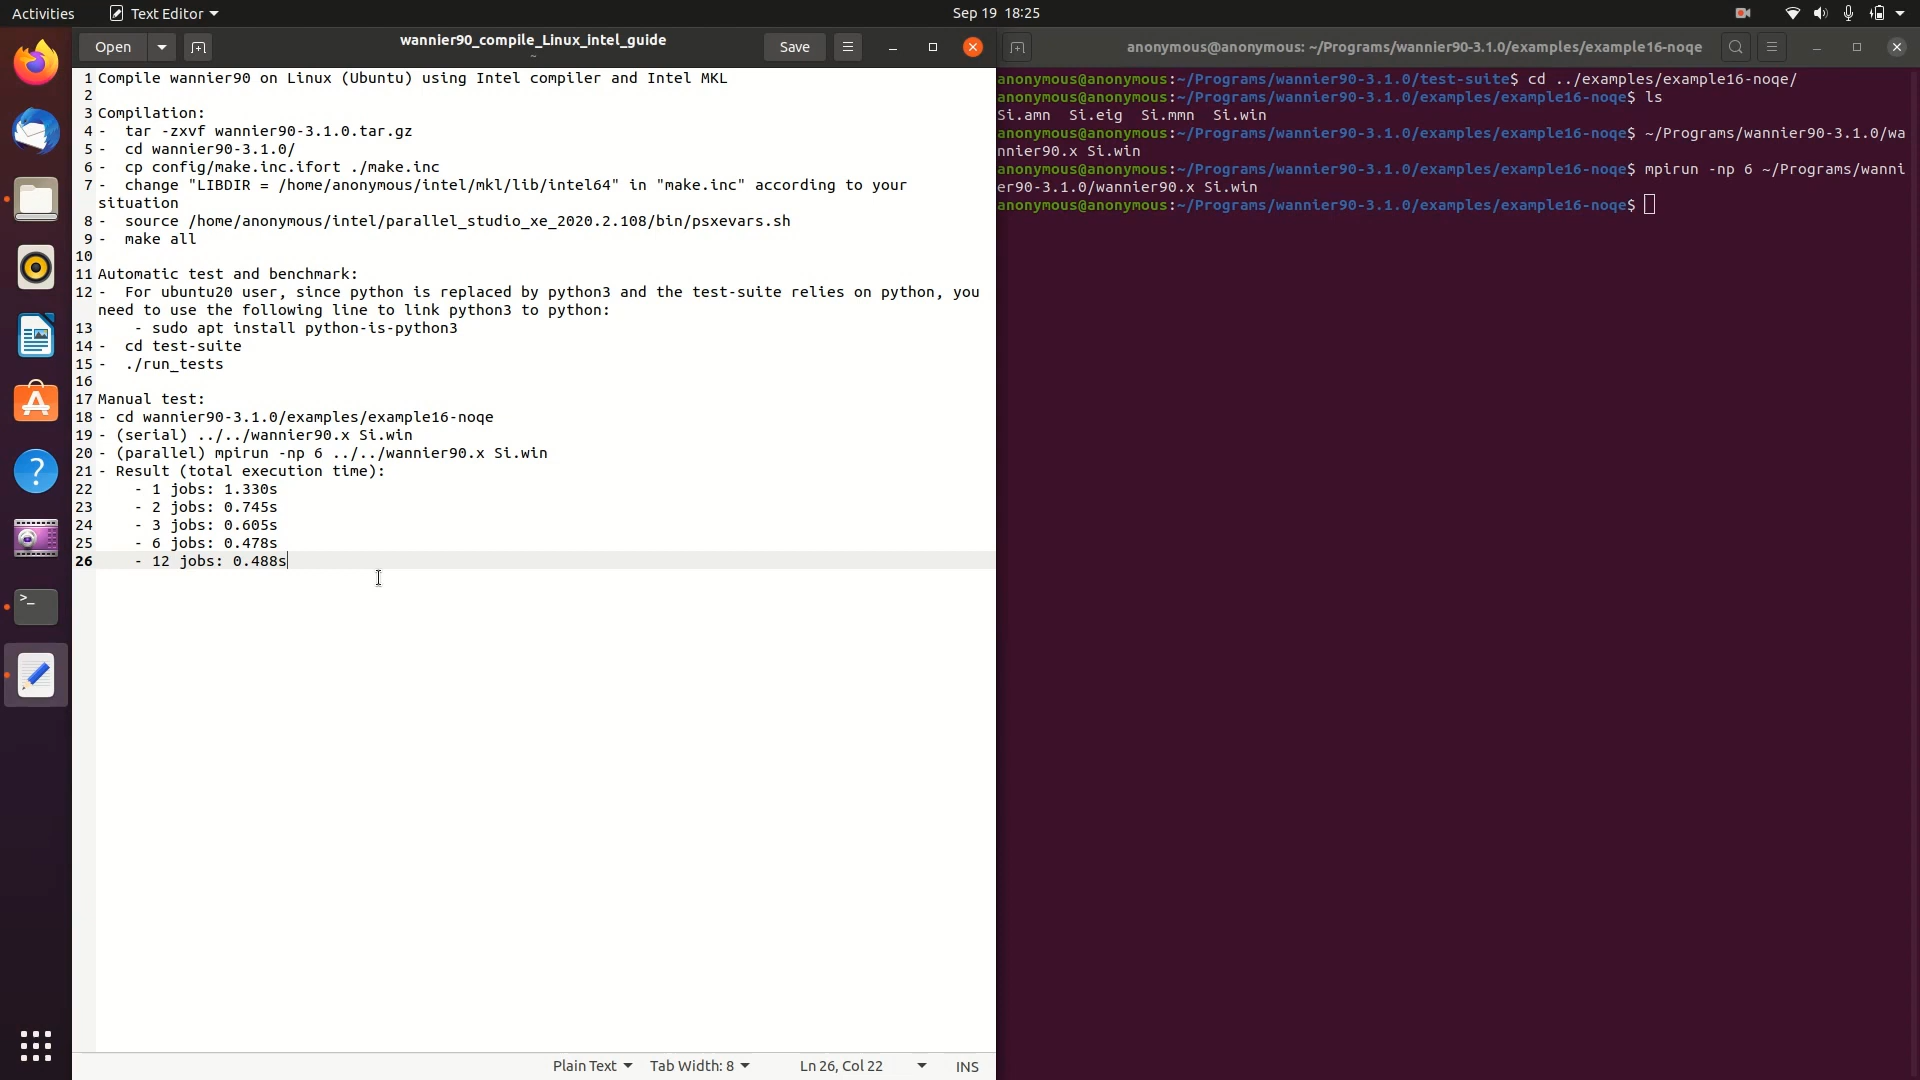 Activities
Text Editor
Sep 19 18:25
Open
wannier90_compile_Linux_intel_guide
~
Save
1 Compile wannier90 on Linux (Ubuntu) using Intel compiler and Intel MKL
2
3 Compilation:
4 -  tar -zxvf wannier90-3.1.0.tar.gz
5 -  cd wannier90-3.1.0/
6 -  cp config/make.inc.ifort ./make.inc
7 -  change "LIBDIR = /home/anonymous/intel/mkl/lib/intel64" in "make.inc" according to your
situation
8 -  source /home/anonymous/intel/parallel_studio_xe_2020.2.108/bin/psxevars.sh
9 -  make all
10
11 Automatic test and benchmark:
12 -  For ubuntu20 user, since python is replaced by python3 and the test-suite relies on python, you
need to use the following line to link python3 to python:
13     - sudo apt install python-is-python3
14 -  cd test-suite
15 -  ./run_tests
16
17 Manual test:
18 - cd wannier90-3.1.0/examples/example16-noqe
19 - (serial) ../../wannier90.x Si.win
20 - (parallel) mpirun -np 6 ../../wannier90.x Si.win
21 - Result (total execution time):
22     - 1 jobs: 1.330s
23     - 2 jobs: 0.745s
24     - 3 jobs: 0.605s
25     - 6 jobs: 0.478s
26     - 12 jobs: 0.488s
Plain Text
Tab Width: 8
Ln 26, Col 22
INS
anonymous@anonymous: ~/Programs/wannier90-3.1.0/examples/example16-noqe
anonymous@anonymous:~/Programs/wannier90-3.1.0/test-suite$ cd ../examples/example16-noqe/
anonymous@anonymous:~/Programs/wannier90-3.1.0/examples/example16-noqe$ ls
Si.amn  Si.eig  Si.mmn  Si.win
anonymous@anonymous:~/Programs/wannier90-3.1.0/examples/example16-noqe$ ~/Programs/wannier90-3.1.0/wa
nnier90.x Si.win
anonymous@anonymous:~/Programs/wannier90-3.1.0/examples/example16-noqe$ mpirun -np 6 ~/Programs/wanni
er90-3.1.0/wannier90.x Si.win
anonymous@anonymous:~/Programs/wannier90-3.1.0/examples/example16-noqe$